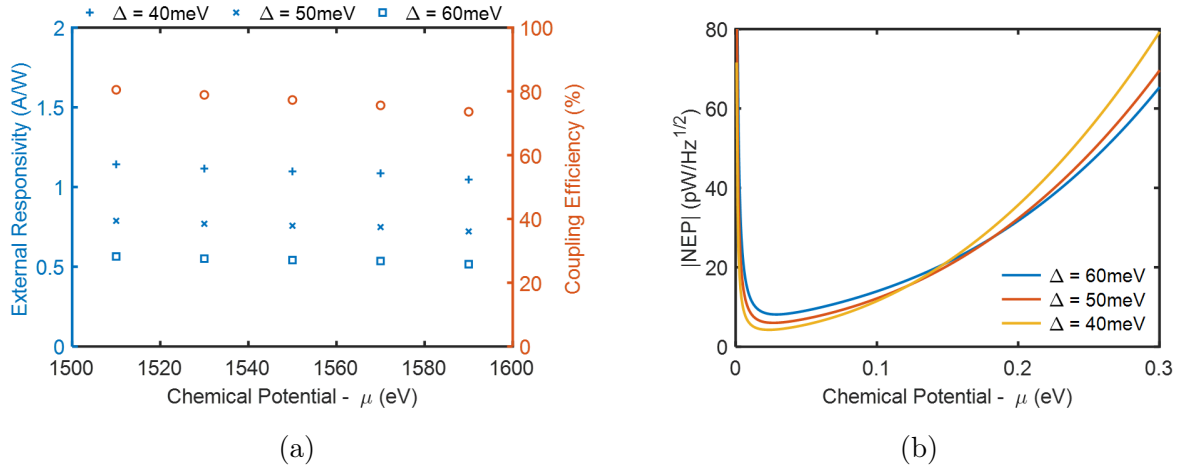 Δ = 40meV Δ = 50meV Δ = 60meV
External Responsivity (A/W)
2
1.5
1
0.5
0
Coupling Efficiency (%)
100
80
60
40
20
0
1500 1520 1540 1560 1580 1600
Chemical Potential - μ (eV)
(a)
|NEP| (pW/Hz^1/2)
80
60
40
20
0
Δ = 60meV
Δ = 50meV
Δ = 40meV
0 0.1 0.2 0.3
Chemical Potential - μ (eV)
(b)